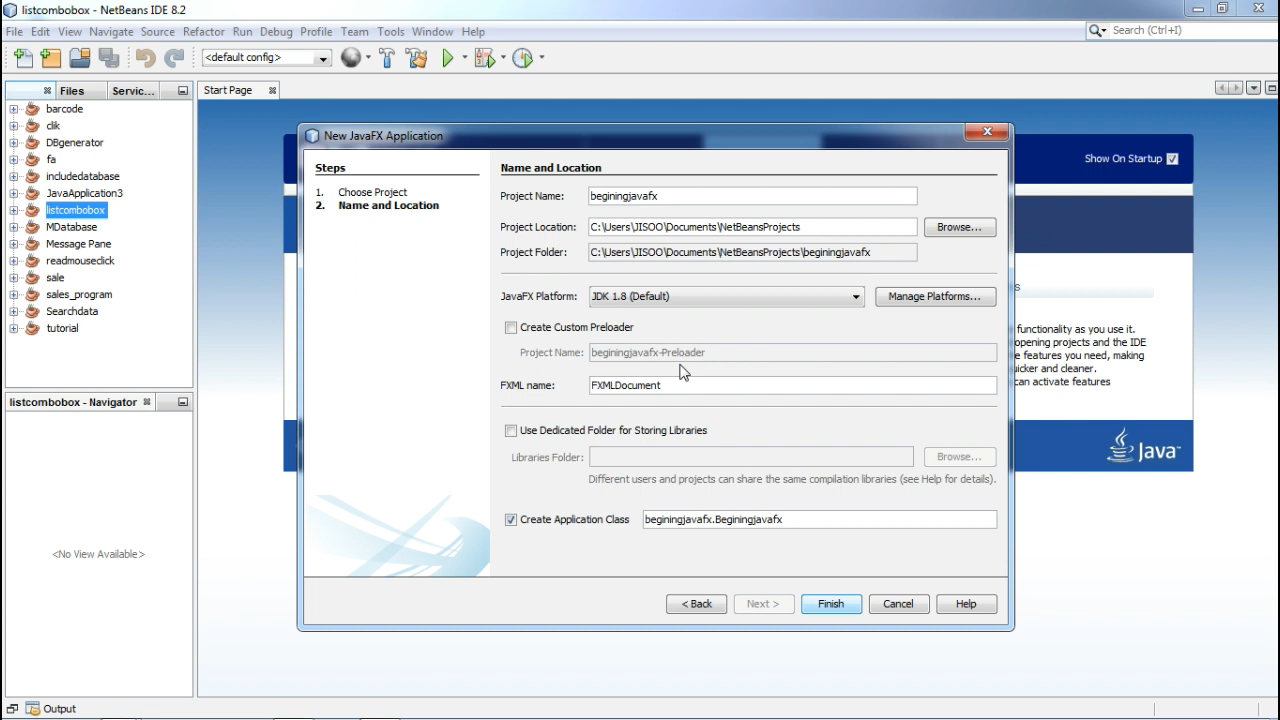 listcombobox - NetBeans IDE 8.2
File Edit View Navigate Source Refactor Run Debug Profile Team Tools Window Help
Search (Ctrl+I)
<default config>
Files Servic...
Start Page
barcode
clik
DBgenerator
fa
includedatabase
JavaApplication3
listcombobox
MDatabase
Message Pane
readmouseclick
sale
sales_program
Searchdata
tutorial
listcombobox - Navigator
<No View Available>
Output
Show On Startup
functionality as you use it.
opening projects and the IDE
features you need, making
quicker and cleaner.
can activate features
Java™
New JavaFX Application
Steps
1. Choose Project
2. Name and Location
Name and Location
Project Name: beginingjavafx
Project Location: C:\Users\JISOO\Documents\NetBeansProjects Browse...
Project Folder: C:\Users\JISOO\Documents\NetBeansProjects\beginingjavafx
JavaFX Platform: JDK 1.8 (Default) Manage Platforms...
Create Custom Preloader
Project Name: beginingjavafx-Preloader
FXML name: FXMLDocument
Use Dedicated Folder for Storing Libraries
Libraries Folder: Browse...
Different users and projects can share the same compilation libraries (see Help for details).
Create Application Class beginingjavafx.Beginingjavafx
< Back Next > Finish Cancel Help